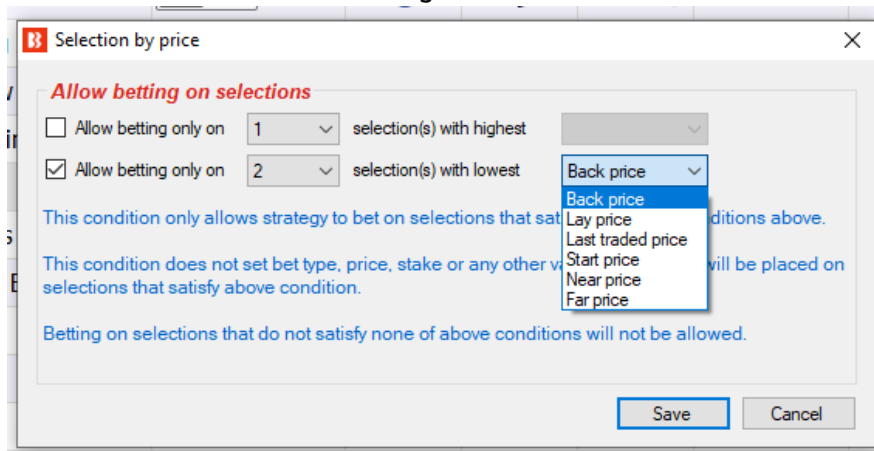 Selection by price
Allow betting on selections
Allow betting only on 1 selection(s) with highest
Allow betting only on 2 selection(s) with lowest Back price
Back price
Lay price
Last traded price
Start price
Near price
Far price
This condition only allows strategy to bet on selections that sat ditions above.
This condition does not set bet type, price, stake or any other v will be placed on
selections that satisfy above condition.
Betting on selections that do not satisfy none of above conditions will not be allowed.
Save Cancel